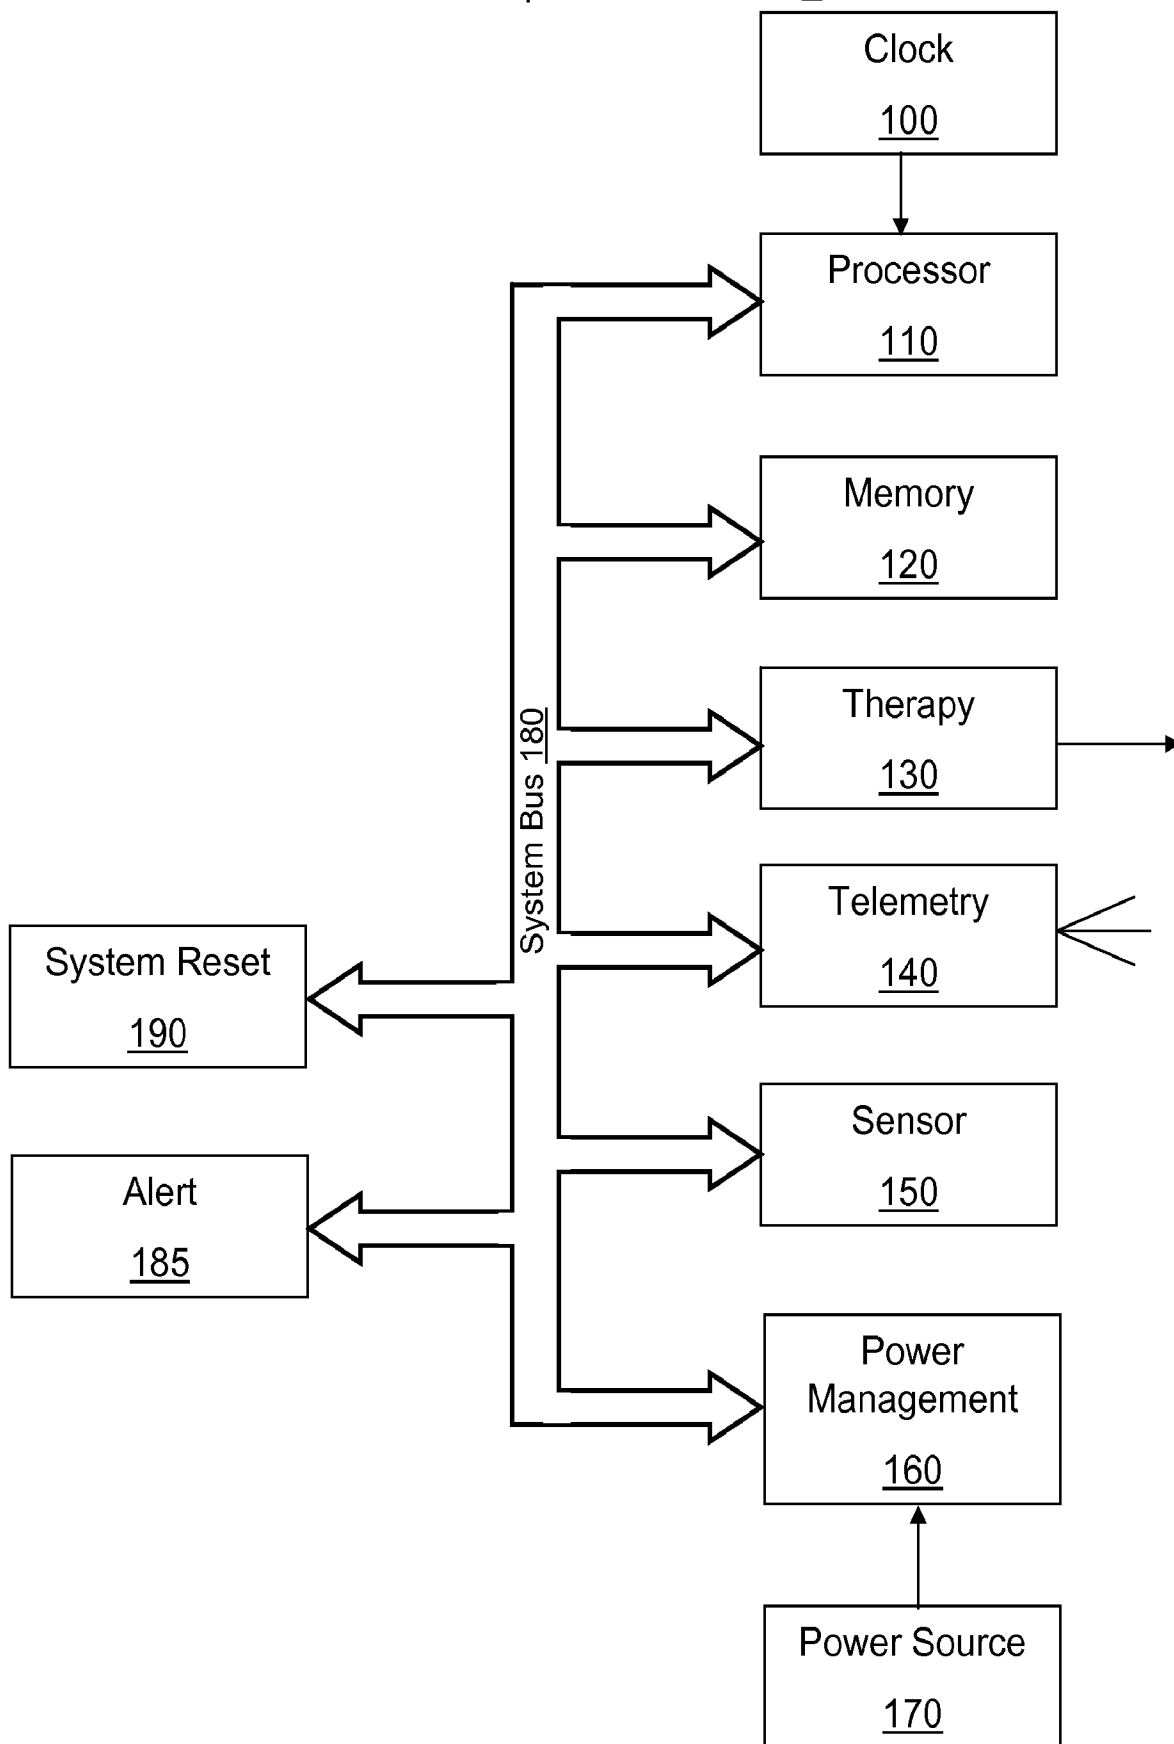 Clock
100
Processor
110
Memory
120
Therapy
130
System Bus 180
Telemetry
140
System Reset
190
Sensor
150
Alert
185
Power
Management
160
Power Source
170